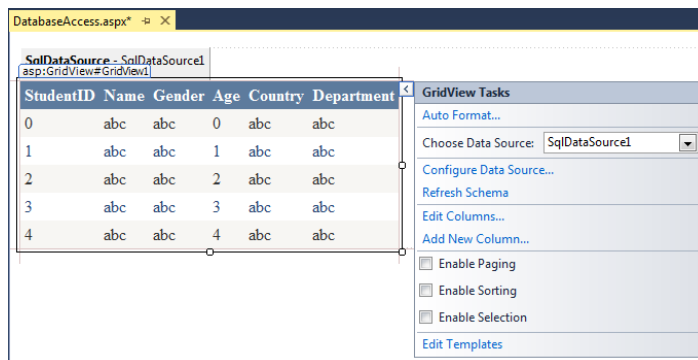 DatabaseAccess.aspx*
SqlDataSource - SqlDataSource1
asp:GridView#GridView1
StudentID Name Gender Age Country Department
0 abc abc 0 abc abc
1 abc abc 1 abc abc
2 abc abc 2 abc abc
3 abc abc 3 abc abc
4 abc abc 4 abc abc
GridView Tasks
Auto Format...
Choose Data Source: SqlDataSource1
Configure Data Source...
Refresh Schema
Edit Columns...
Add New Column...
Enable Paging
Enable Sorting
Enable Selection
Edit Templates